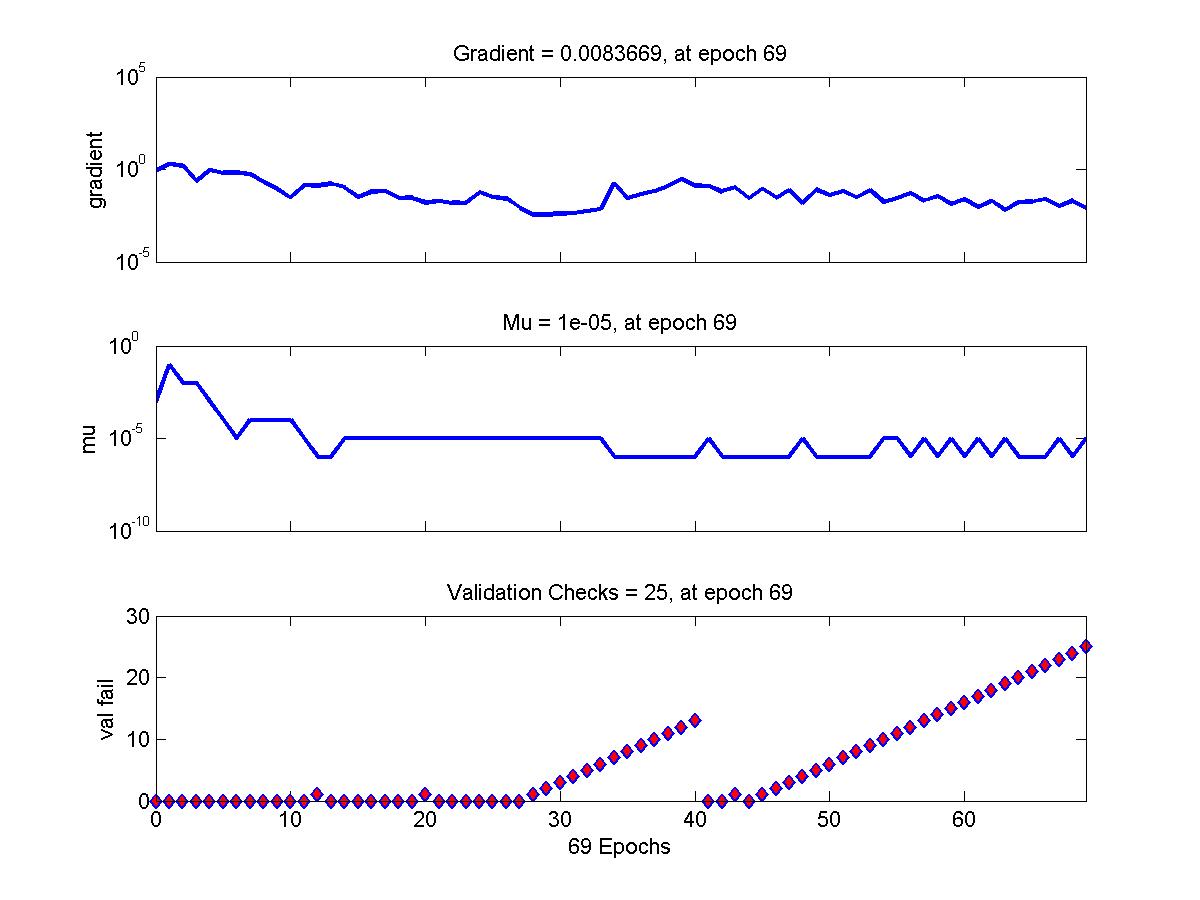 Gradient = 0.0083669, at epoch 69
10^5
10^0
10^-5
gradient
Mu = 1e-05, at epoch 69
10^0
10^-5
10^-10
mu
Validation Checks = 25, at epoch 69
30
20
10
0
val fail
0 10 20 30 40 50 60
69 Epochs